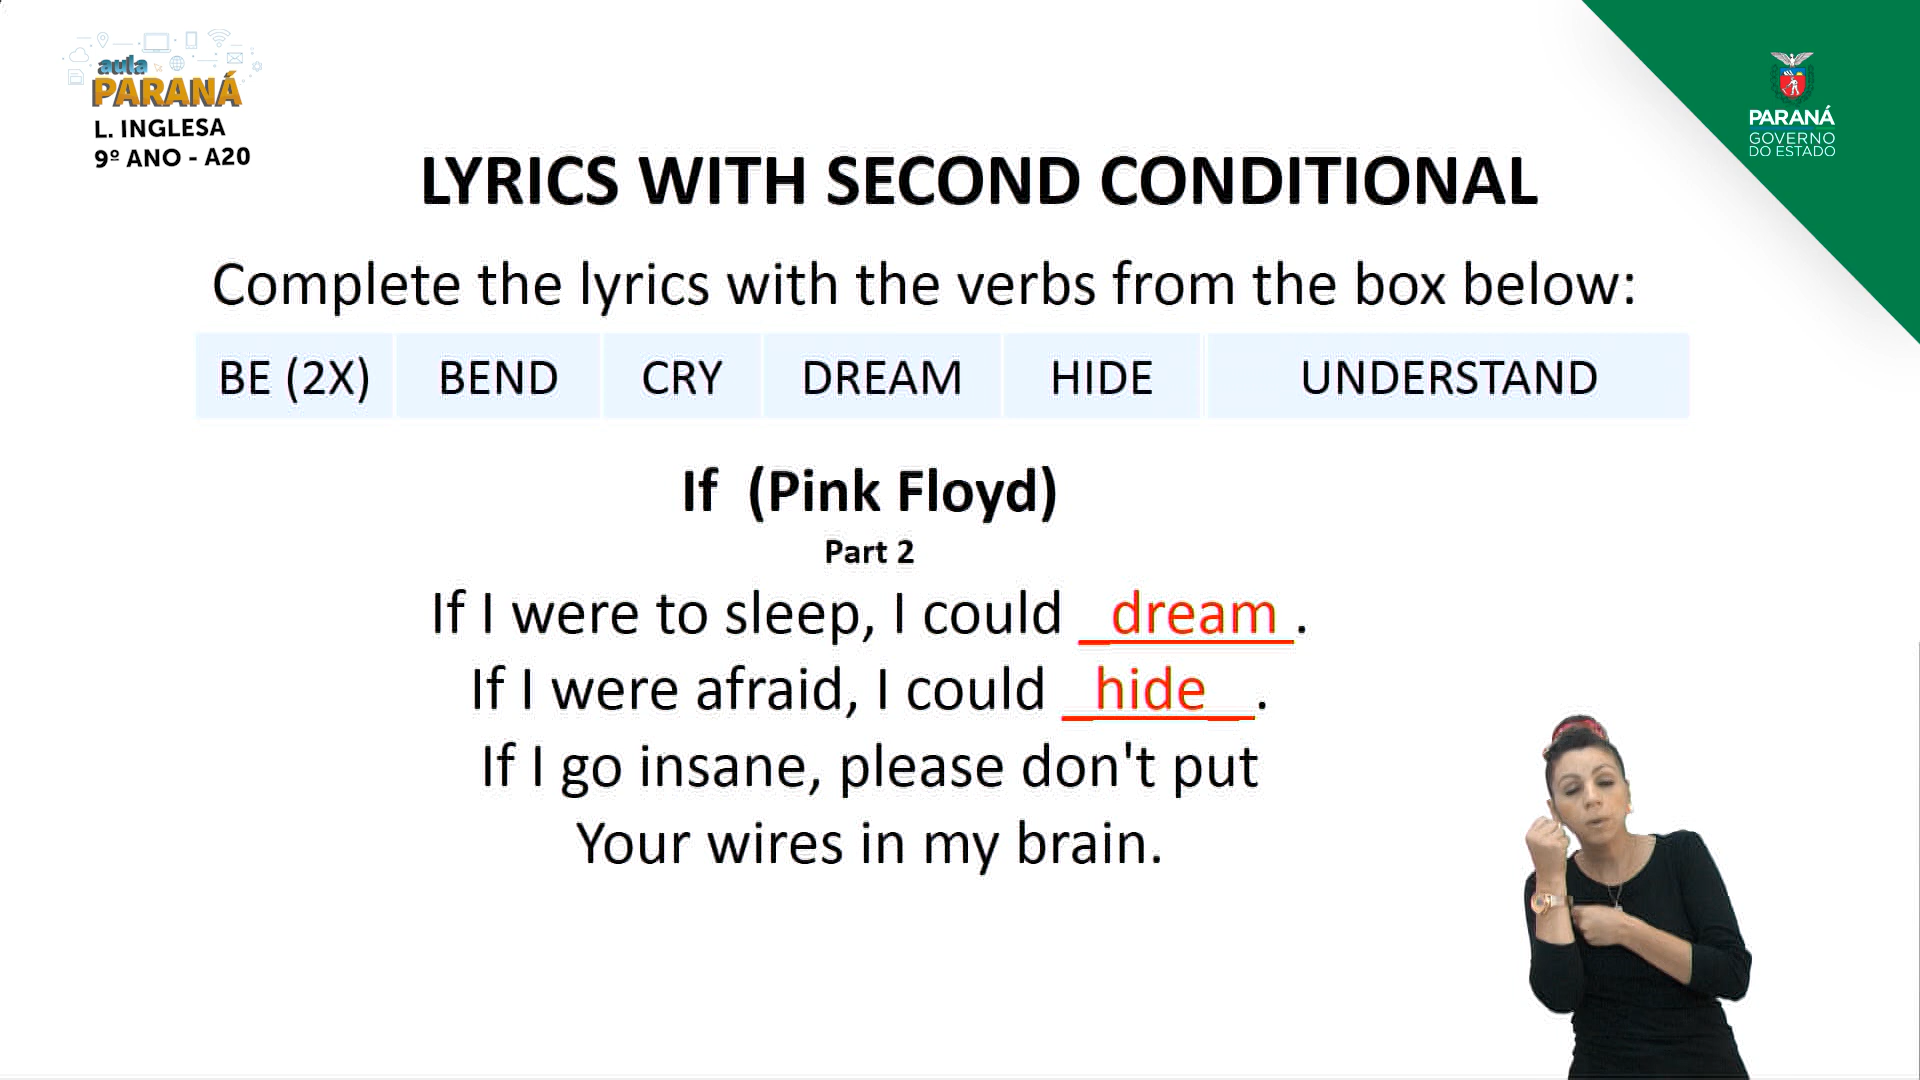 aula
PARANÁ
L. INGLESA
9º ANO - A20
PARANÁ
GOVERNO
DO ESTADO
LYRICS WITH SECOND CONDITIONAL
Complete the lyrics with the verbs from the box below:
BE (2X) BEND CRY DREAM HIDE UNDERSTAND
If (Pink Floyd)
Part 2
If I were to sleep, I could _dream_.
If I were afraid, I could _hide_.
If I go insane, please don't put
Your wires in my brain.